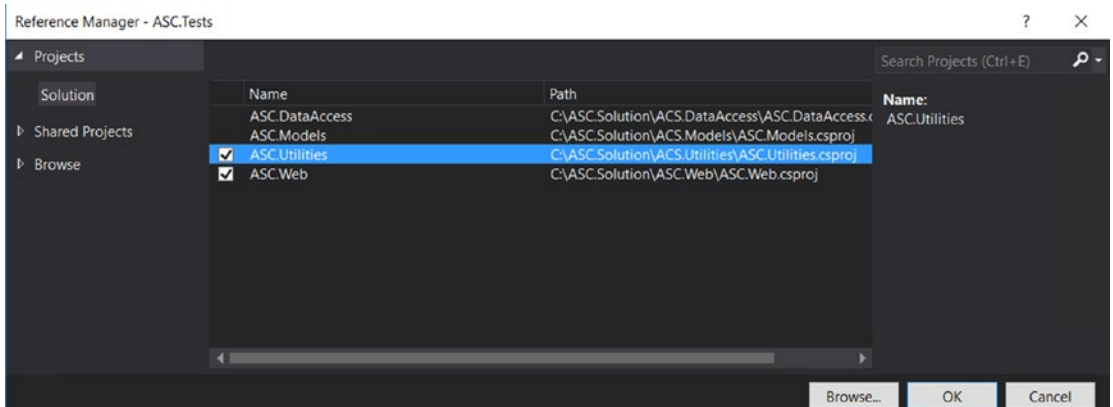 Reference Manager - ASC.Tests
Projects
Search Projects (Ctrl+E)
Solution
Shared Projects
Browse
Name Path
ASC.DataAccess C:\ASC.Solution\ACS.DataAccess\ASC.DataAccess.c
ASC.Models C:\ASC.Solution\ACS.Models\ASC.Models.csproj
ASC.Utilities C:\ASC.Solution\ACS.Utilities\ASC.Utilities.csproj
ASC.Web C:\ASC.Solution\ASC.Web\ASC.Web.csproj
Name:
ASC.Utilities
Browse... OK Cancel